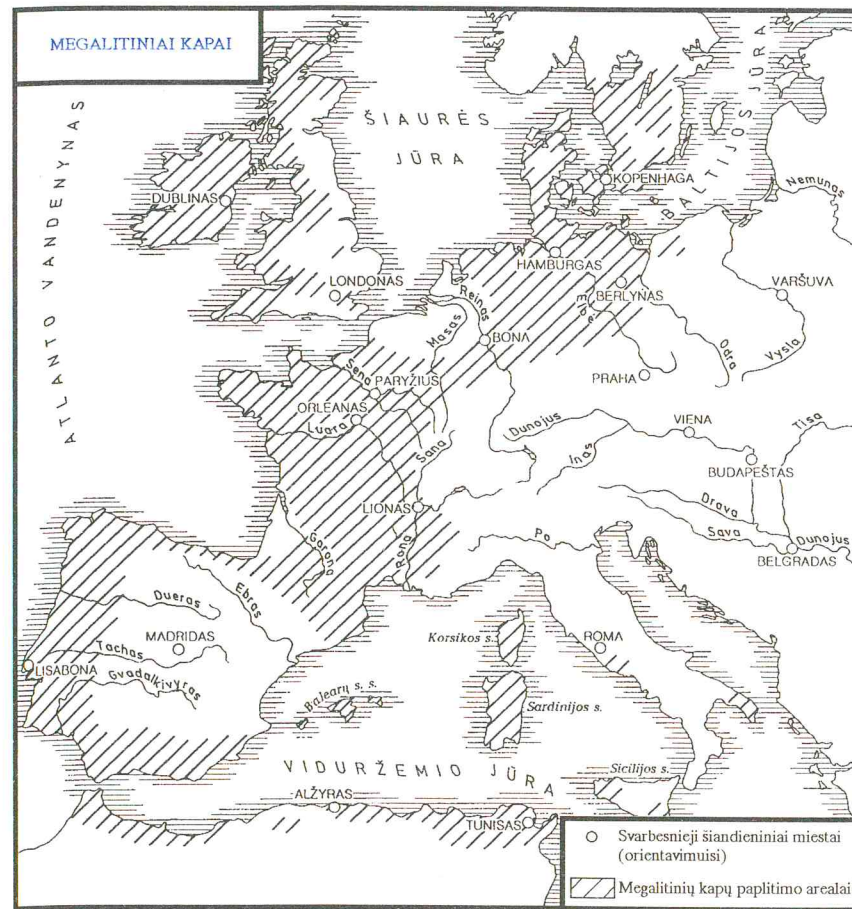 MEGALITINIAI KAPAI
ATLANTO VANDENYNAS
ŠIAURĖS
JŪRA
BALTIJOS JŪRA
DUBLINAS
LONDONAS
KOPENHAGA
Nemunas
HAMBURGAS
BERLYNAS
VARŠUVA
Reinas
Masas
Elbė
BONA
Odra
Vysla
PRAHA
Sena
PARYŽIUS
ORLEANAS
Luara
Sana
Dunojus
Inas
VIENA
Tisa
BUDAPEŠTAS
LIONAS
Garona
Rona
Po
Drava
Sava
Dunojus
BELGRADAS
Ebras
Dueras
MADRIDAS
Tachas
LISABONA
Gvadalkivyras
Korsikos s.
ROMA
Balearų s. s.
Sardinijos s.
VIDURŽEMIO JŪRA
Sicilijos s.
ALŽYRAS
TUNISAS
Svarbesnieji šiandieniniai miestai
(orientavimuisi)
Megalitinių kapų paplitimo arealai